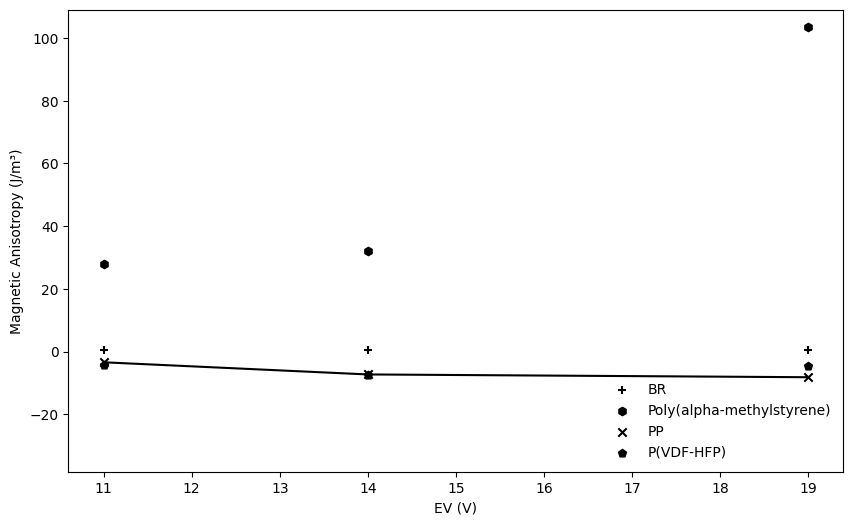 100
80
60
40
20
0
−20
Magnetic Anisotropy (J/m³)
BR
Poly(alpha-methylstyrene)
PP
P(VDF-HFP)
11 12 13 14 15 16 17 18 19
EV (V)